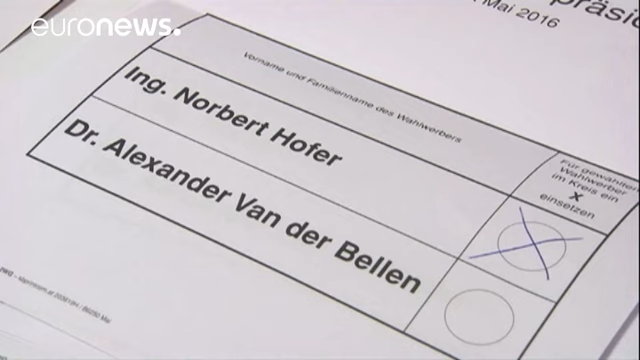 euronews.
präsid
Mai 2016
Vorname und Familienname des Wahlwerbers
Für gewählten
Wahlwerber
im Kreis ein
X
einsetzen
Ing. Norbert Hofer
Dr. Alexander Van der Bellen